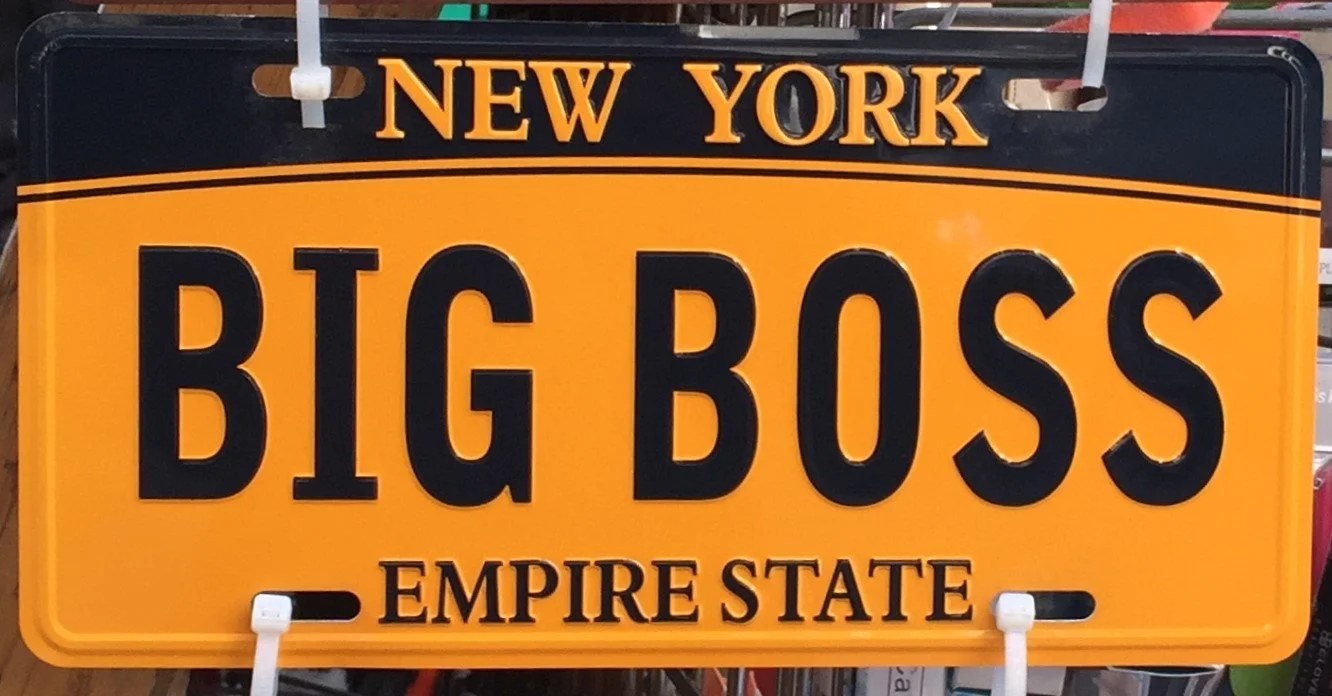 NEW YORK
BIG BOSS
EMPIRE STATE